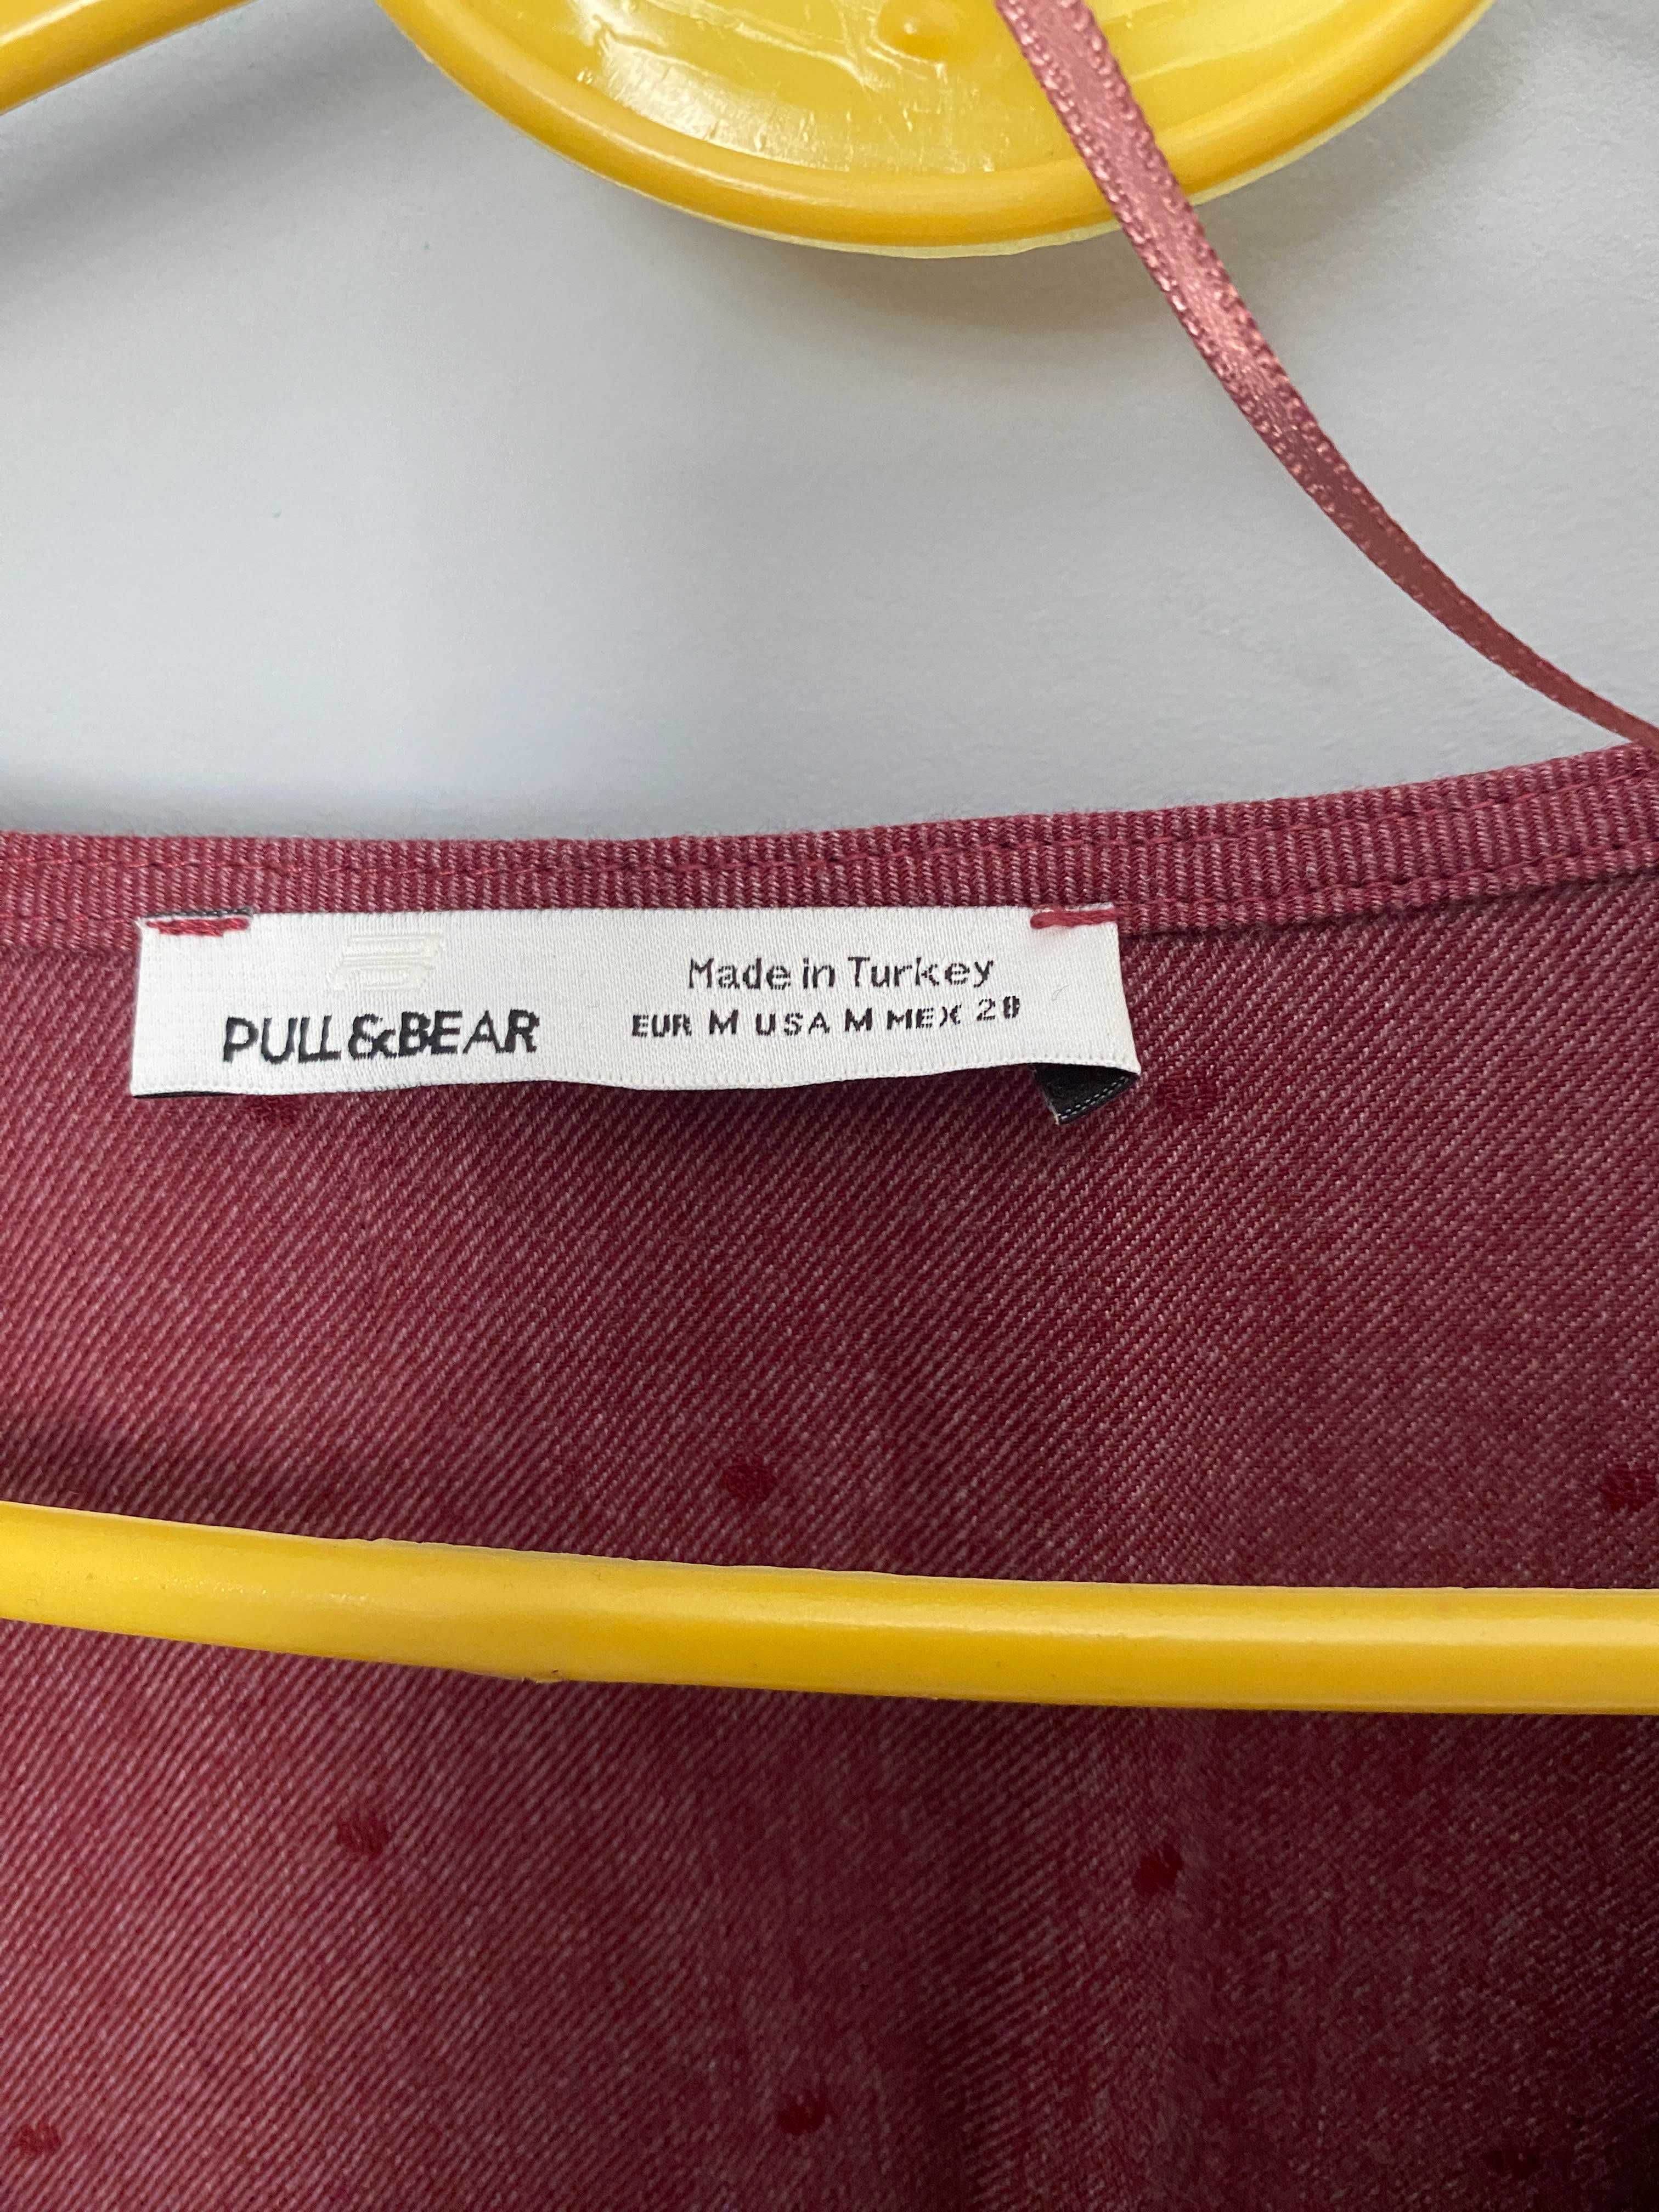 PULL&BEAR
Made in Turkey
EUR M USA M MEX 28